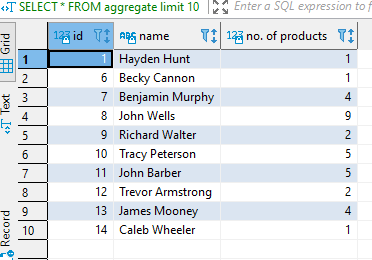 SELECT * FROM aggregate limit 10 Enter a SQL expression to f
Grid
Text
Record
id name no. of products
1 1 Hayden Hunt 1
2 6 Becky Cannon 1
3 7 Benjamin Murphy 4
4 8 John Wells 9
5 9 Richard Walter 2
6 10 Tracy Peterson 5
7 11 John Barber 5
8 12 Trevor Armstrong 2
9 13 James Mooney 4
10 14 Caleb Wheeler 1